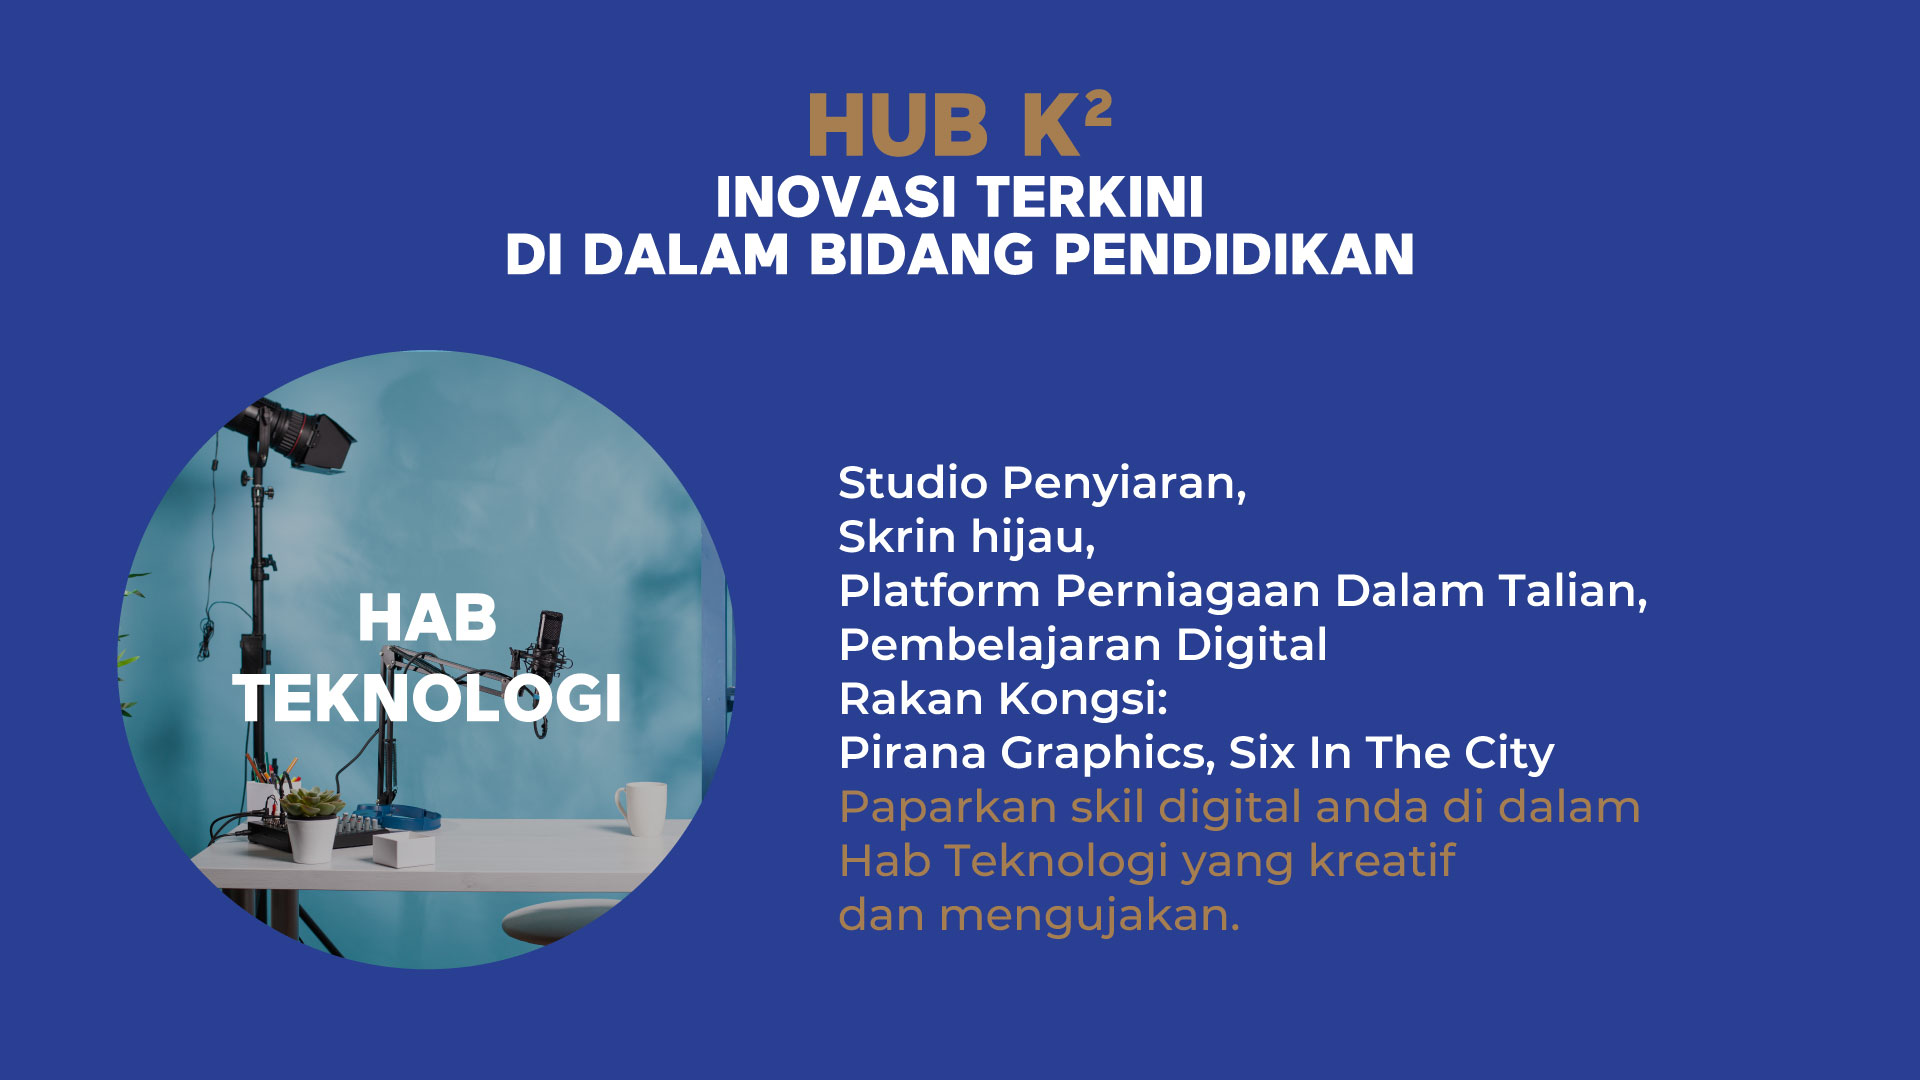 HUB K²
INOVASI TERKINI
DI DALAM BIDANG PENDIDIKAN
HAB
TEKNOLOGI
Studio Penyiaran,
Skrin hijau,
Platform Perniagaan Dalam Talian,
Pembelajaran Digital
Rakan Kongsi:
Pirana Graphics, Six In The City
Paparkan skil digital anda di dalam
Hab Teknologi yang kreatif
dan mengujakan.